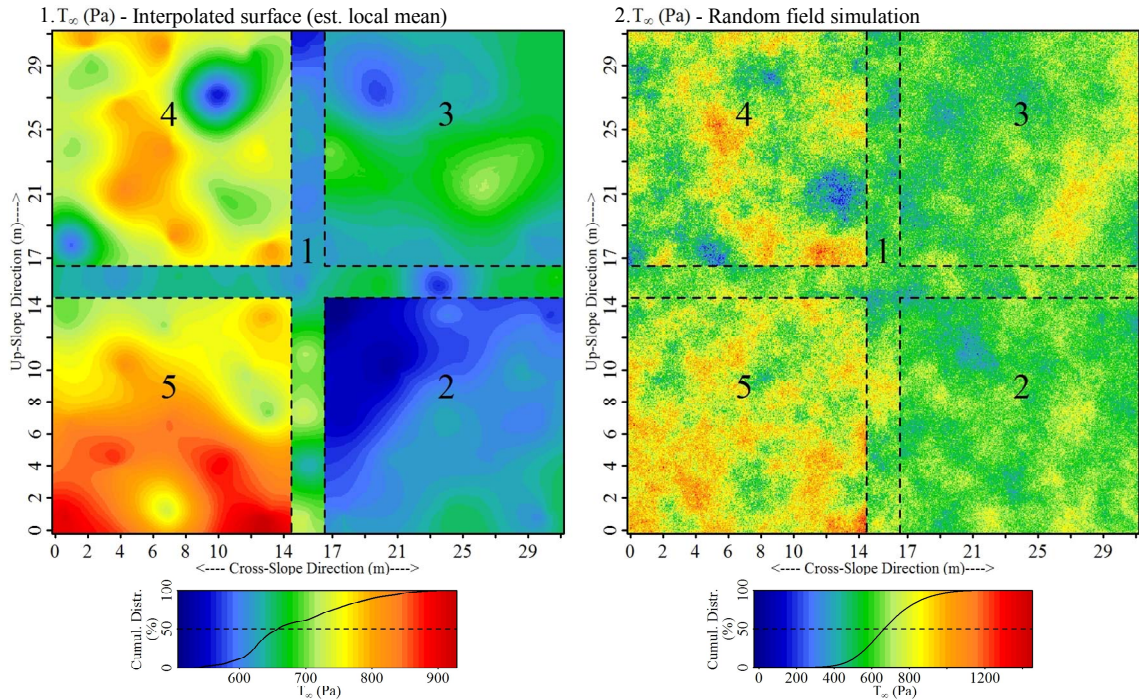 1.T∞ (Pa) - Interpolated surface (est. local mean)
2.T∞ (Pa) - Random field simulation
Up-Slope Direction (m)---->
29
25
21
17
14
10
8
6
4
2
0
4
3
1
5
2
0 2 4 6 8 10 12 14 17 21 25 29
<---- Cross-Slope Direction (m)---->
Up-Slope Direction (m)---->
29
25
21
17
14
10
8
6
4
2
0
4
3
1
5
2
0 2 4 6 8 10 12 14 17 21 25 29
<---- Cross-Slope Direction (m)---->
Cumul. Distr.
(%)
100
50
0
600 700 800 900
T∞ (Pa)
Cumul. Distr.
(%)
100
50
0
0 200 400 600 800 1200
T∞ (Pa)